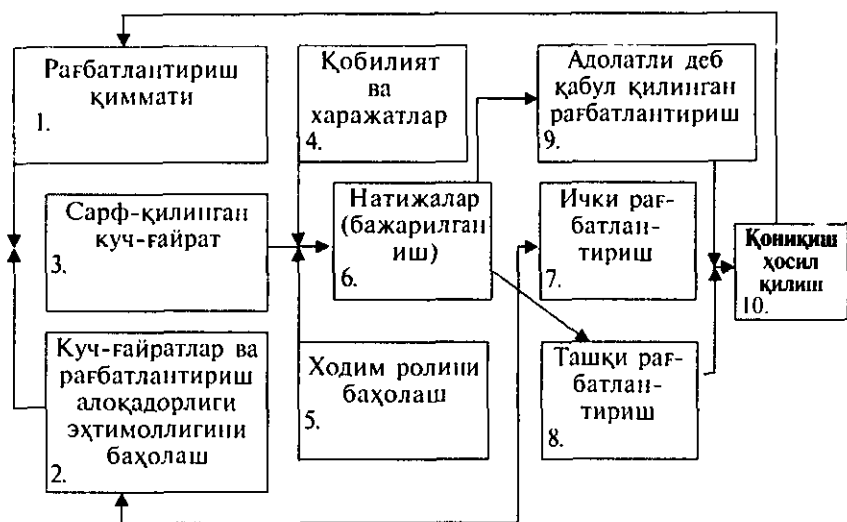 Рағбатлантириш
қиммати
1.
Қобилият
ва
харажатлар
4.
Адолатли деб
қабул қилинган
рағбатлантириш
9.
Сарф-қилинган
куч-ғайрат
3.
Натижалар
(бажарилган
иш)
6.
Ички рағ-
батлан-
тириш
7.
Қониқиш
ҳосил
қилиш
10.
Куч-ғайратлар ва
рағбатлантириш
алоқадорлиги
эҳтимоллигини
баҳолаш
2.
Ходим ролини
баҳолаш
5.
Ташқи рағ-
батлан-
тириш
8.